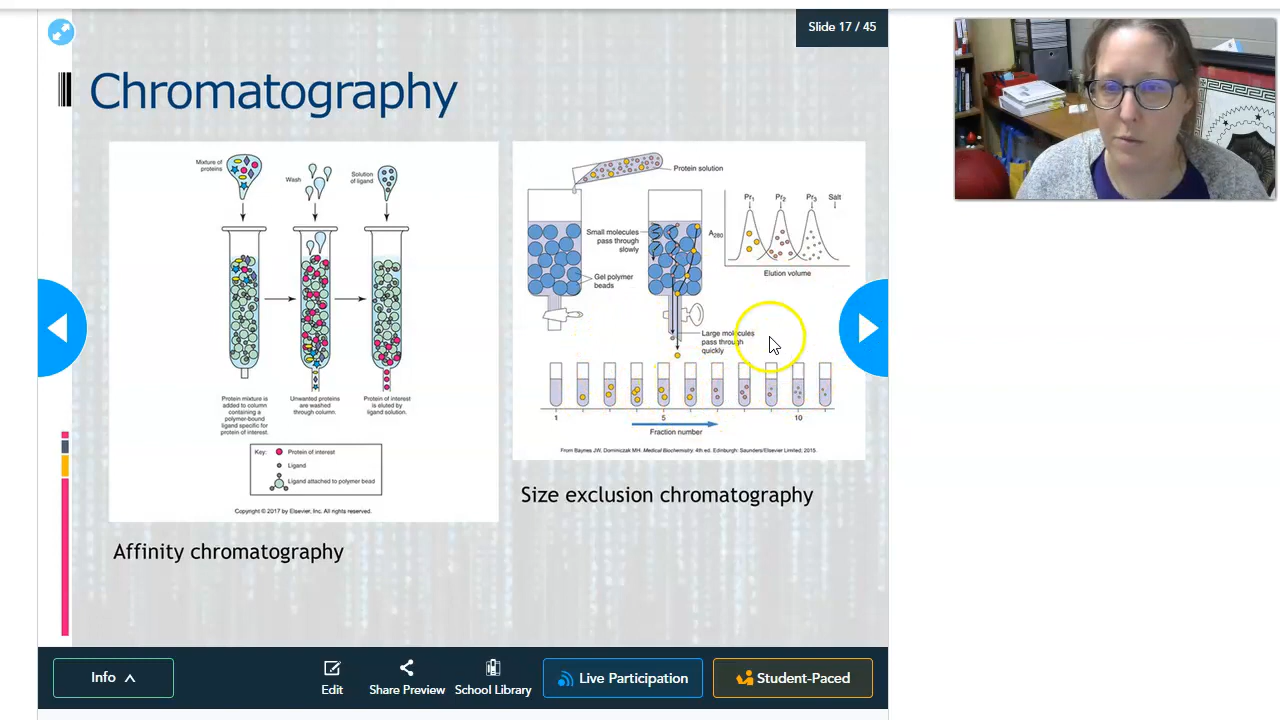 Slide 17 / 45
Chromatography
Mixture of
proteins
Wash
Solution
of ligand
Protein mixture
is added to column
containing a
polymer-bound
ligand specific for
protein of interest.
Unwanted proteins
are washed
through column.
Protein of interest
is eluted by
ligand solution.
Key:
Protein of interest
Ligand
Ligand attached to polymer bead
Copyright © 2017 by Elsevier, Inc. All rights reserved.
Affinity chromatography
Protein solution
Small molecules
pass through
slowly
Gel polymer
beads
Large molecules
pass through
quickly
A280
Pr1
Pr2
Pr3
Salt
Elution volume
1
5
10
Fraction number
From Baynes JW, Dominiczak MH. Medical Biochemistry. 4th ed. Edinburgh: Saunders/Elsevier Limited, 2015.
Size exclusion chromatography
Info
Edit
Share Preview
School Library
Live Participation
Student-Paced